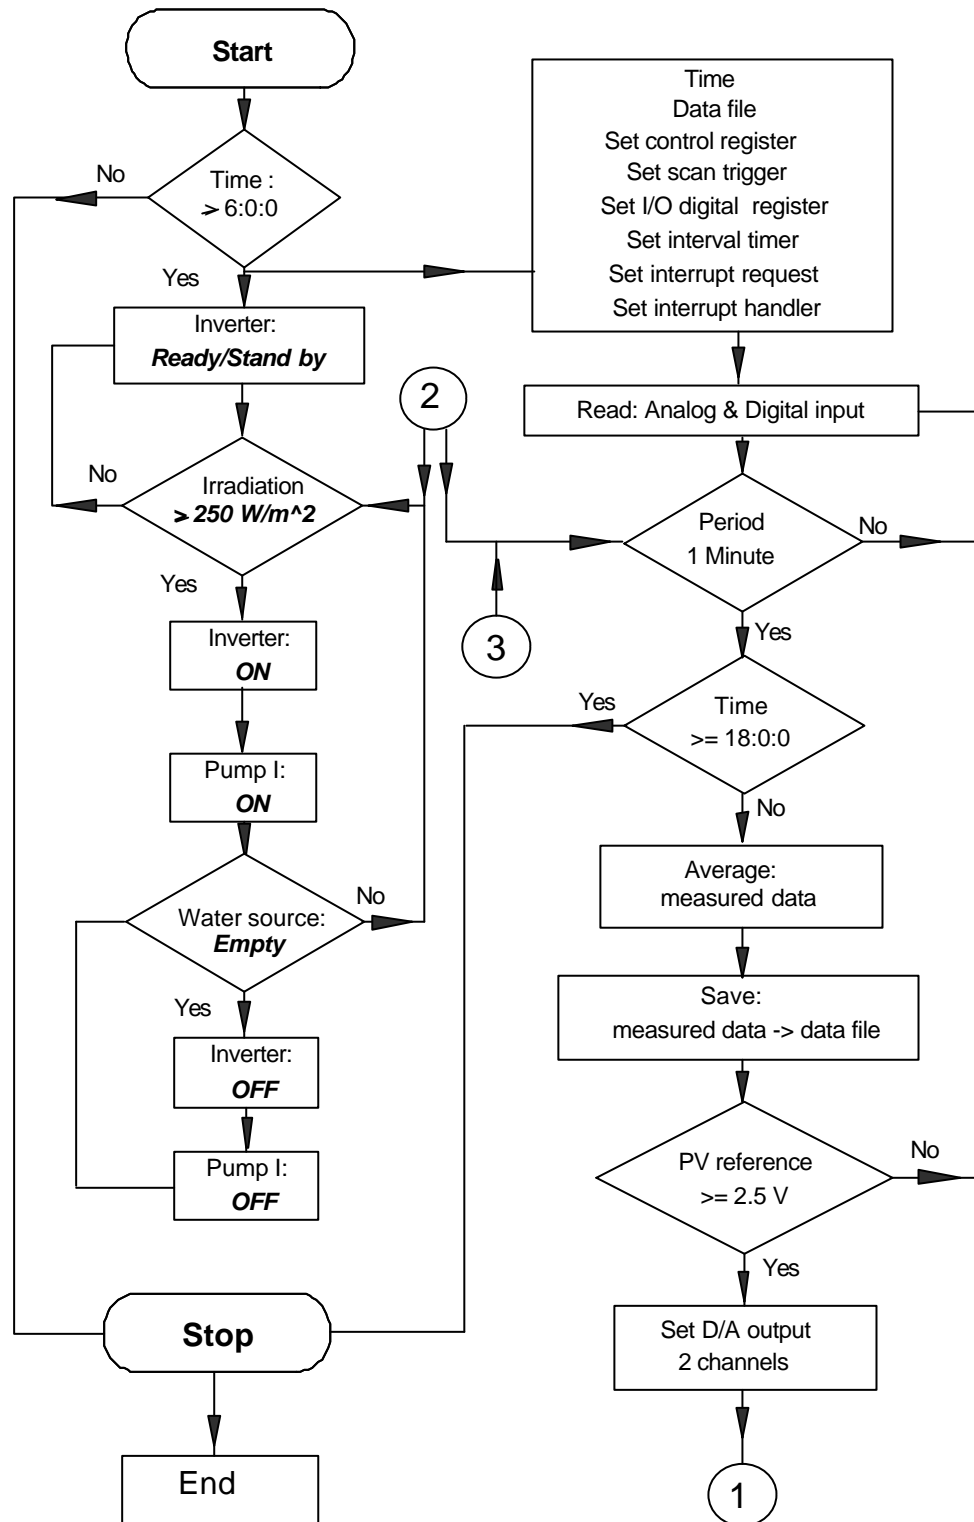 Start
Time :
> 6:0:0
No
Yes
Inverter:
Ready/Stand by
No
Irradiation
> 250 W/m^2
Yes
Inverter:
ON
Pump I:
ON
Water source:
Empty
No
Yes
Inverter:
OFF
Pump I:
OFF
Stop
End
2
3
Time
Data file
Set control register
Set scan trigger
Set I/O digital register
Set interval timer
Set interrupt request
Set interrupt handler
Read: Analog & Digital input
Period
1 Minute
No
Yes
Time
>= 18:0:0
Yes
No
Average:
measured data
Save:
measured data -> data file
PV reference
>= 2.5 V
No
Yes
Set D/A output
2 channels
1